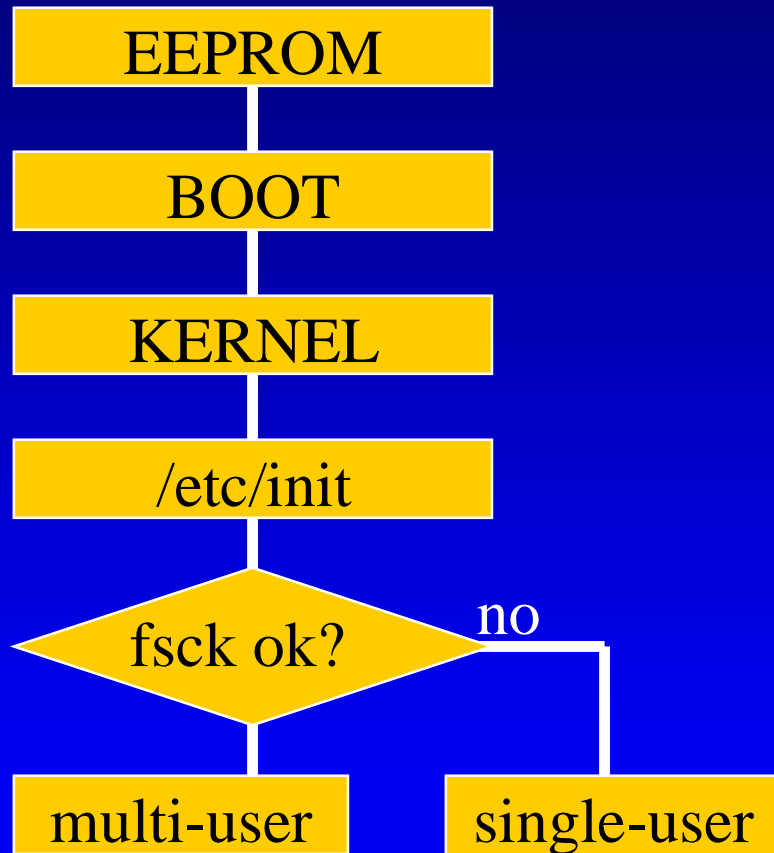 EEPROM
BOOT
KERNEL
/etc/init
fsck ok?
no
multi-user
single-user